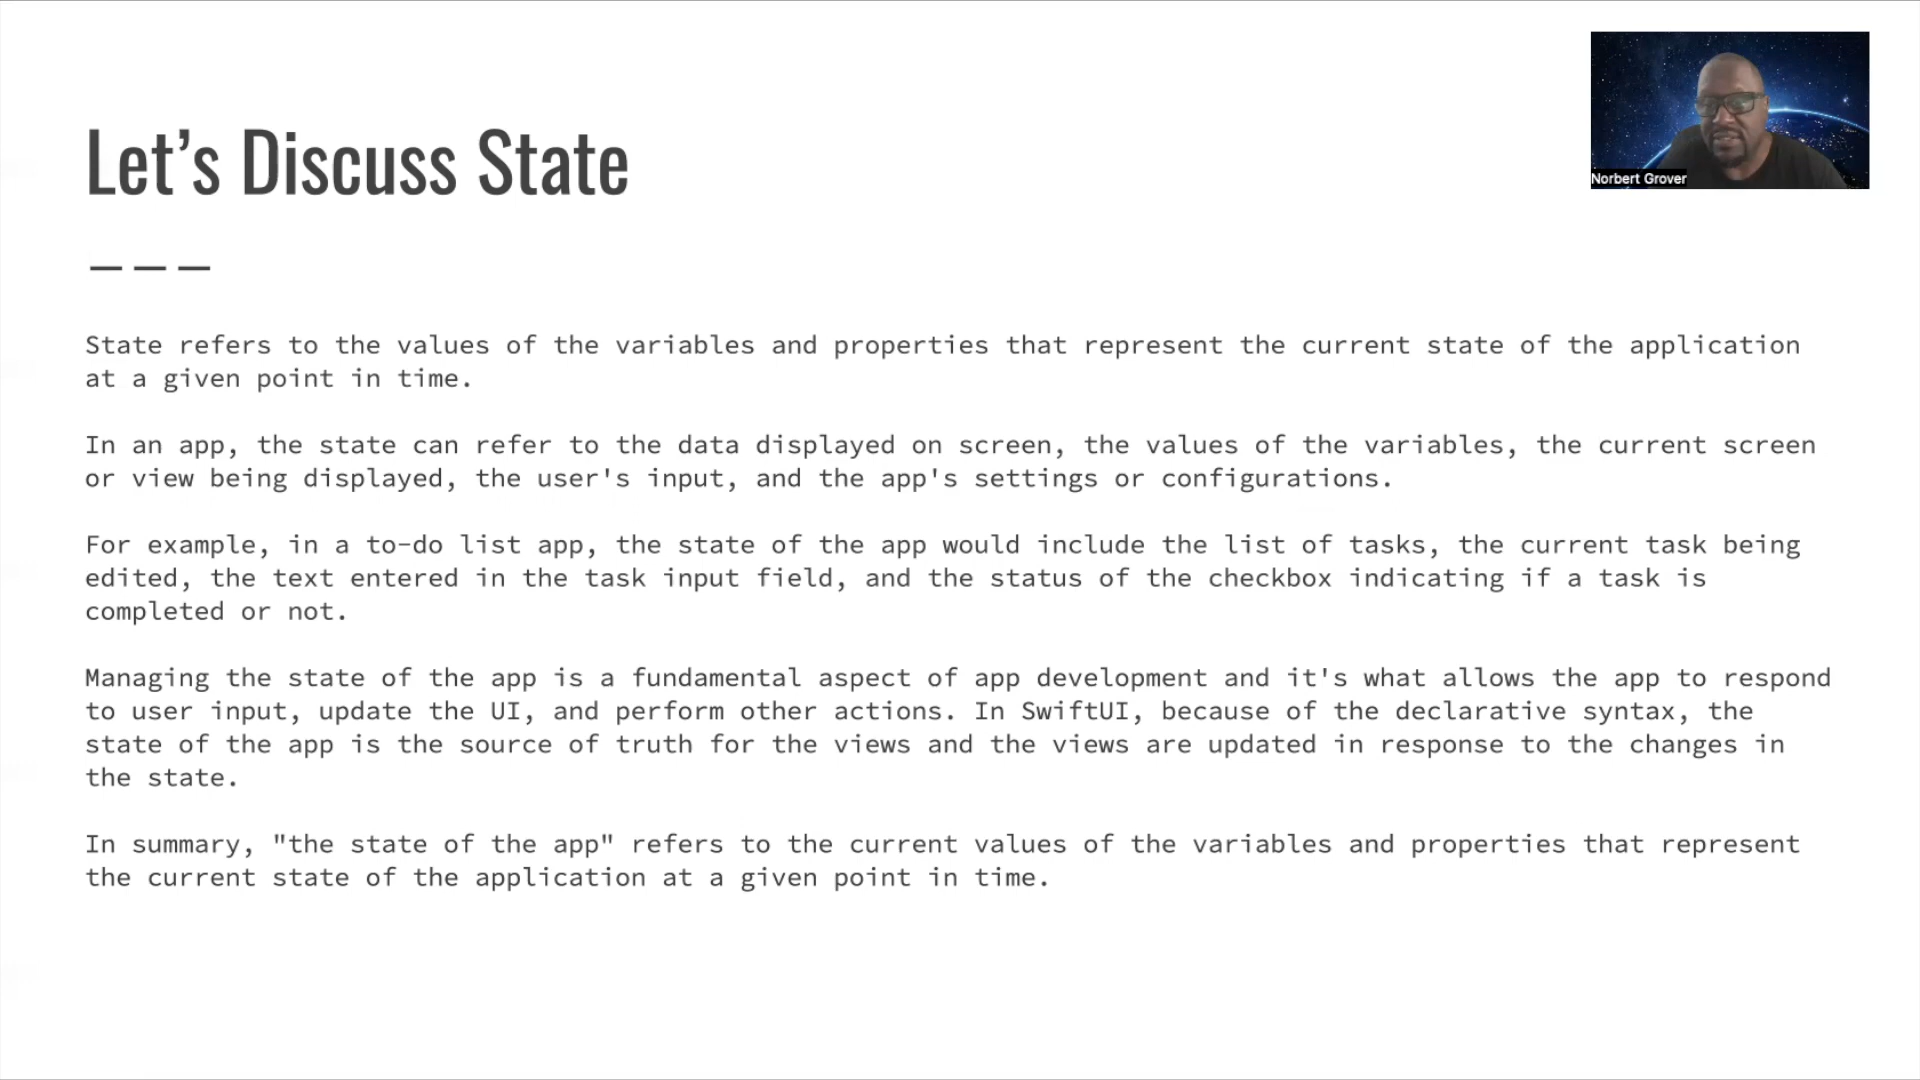 Let’s Discuss State
Norbert Grover
State refers to the values of the variables and properties that represent the current state of the application
at a given point in time.
In an app, the state can refer to the data displayed on screen, the values of the variables, the current screen
or view being displayed, the user's input, and the app's settings or configurations.
For example, in a to-do list app, the state of the app would include the list of tasks, the current task being
edited, the text entered in the task input field, and the status of the checkbox indicating if a task is
completed or not.
Managing the state of the app is a fundamental aspect of app development and it's what allows the app to respond
to user input, update the UI, and perform other actions. In SwiftUI, because of the declarative syntax, the
state of the app is the source of truth for the views and the views are updated in response to the changes in
the state.
In summary, "the state of the app" refers to the current values of the variables and properties that represent
the current state of the application at a given point in time.